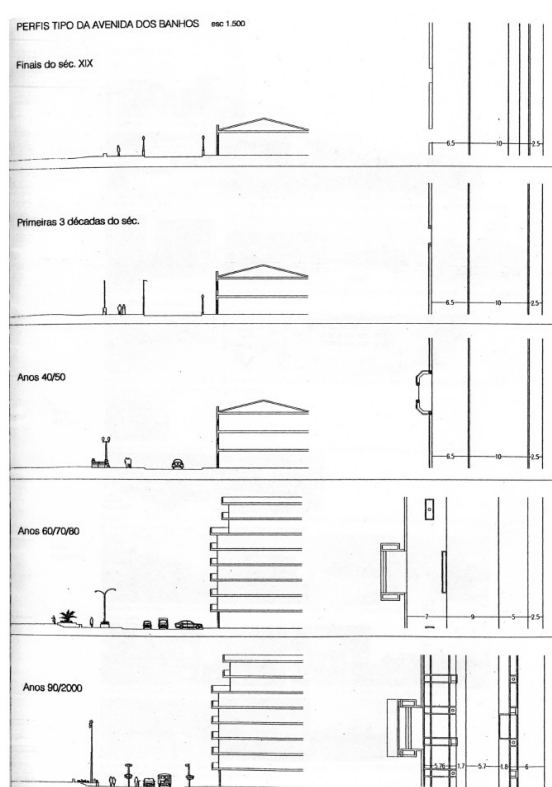 PERFIS TIPO DA AVENIDA DOS BANHOS esc 1.500
Finais do séc. XIX
6.5 10 2.5
Primeiras 3 décadas do séc.
6.5 10 2.5
Anos 40/50
6.5 10 2.5
Anos 60/70/80
7 9 5 2.5
Anos 90/2000
5.76 1.7 5.7 1.8 6